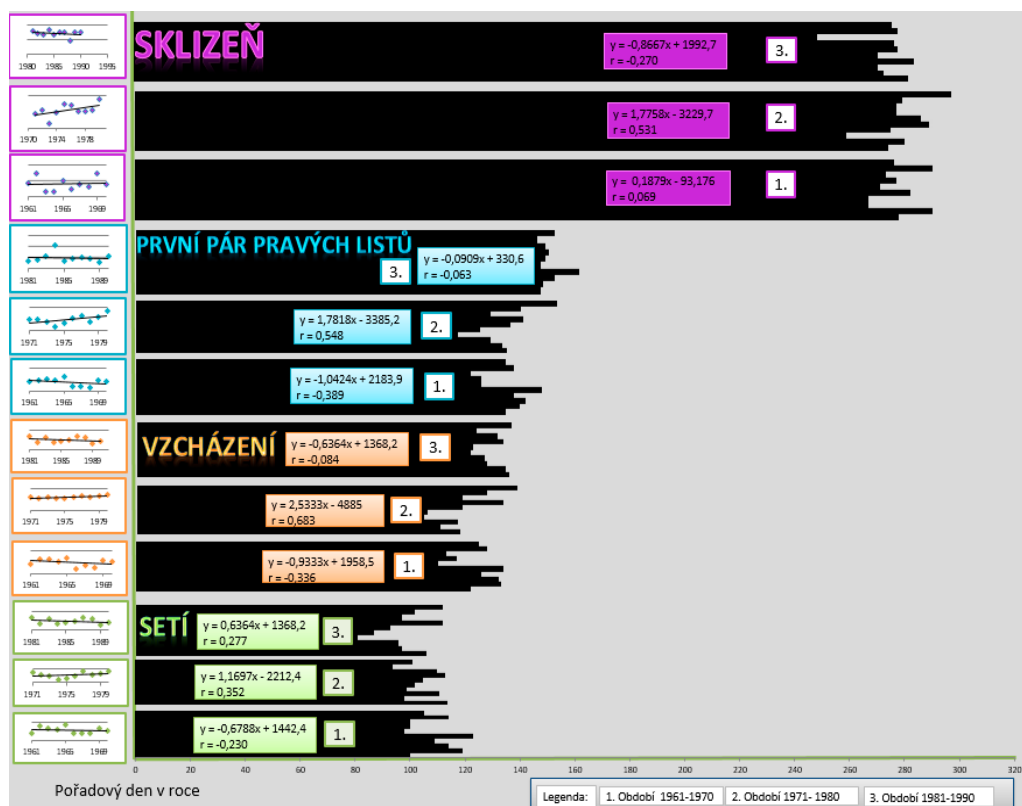 1980 1985 1990 1995
SKLIZEŇ
y = -0,8667x + 1992,7
r = -0,270
3.
1970 1974 1978
y = 1,7758x - 3229,7
r = 0,531
2.
1961 1965 1969
y = 0,1879x - 93,176
r = 0,069
1.
1981 1985 1989
PRVNÍ PÁR PRAVÝCH LISTŮ
3.
y = -0,0909x + 330,6
r = -0,063
1971 1975 1979
y = 1,7818x - 3385,2
r = 0,548
2.
1961 1965 1969
y = -1,0424x + 2183,9
r = -0,389
1.
1981 1985 1989
VZCHÁZENÍ
y = -0,6364x + 1368,2
r = -0,084
3.
1971 1975 1979
y = 2,5333x - 4885
r = 0,683
2.
1961 1965 1969
y = -0,9333x + 1958,5
r = -0,336
1.
1981 1985 1989
SETÍ
y = 0,6364x + 1368,2
r = 0,277
3.
1971 1975 1979
y = 1,1697x - 2212,4
r = 0,352
2.
1961 1965 1969
y = -0,6788x + 1442,4
r = -0,230
1.
0 20 40 60 80 100 120 140 160 180 200 220 240 260 280 300 320
Pořadový den v roce
Legenda: 1. Období 1961-1970 2. Období 1971- 1980 3. Období 1981-1990